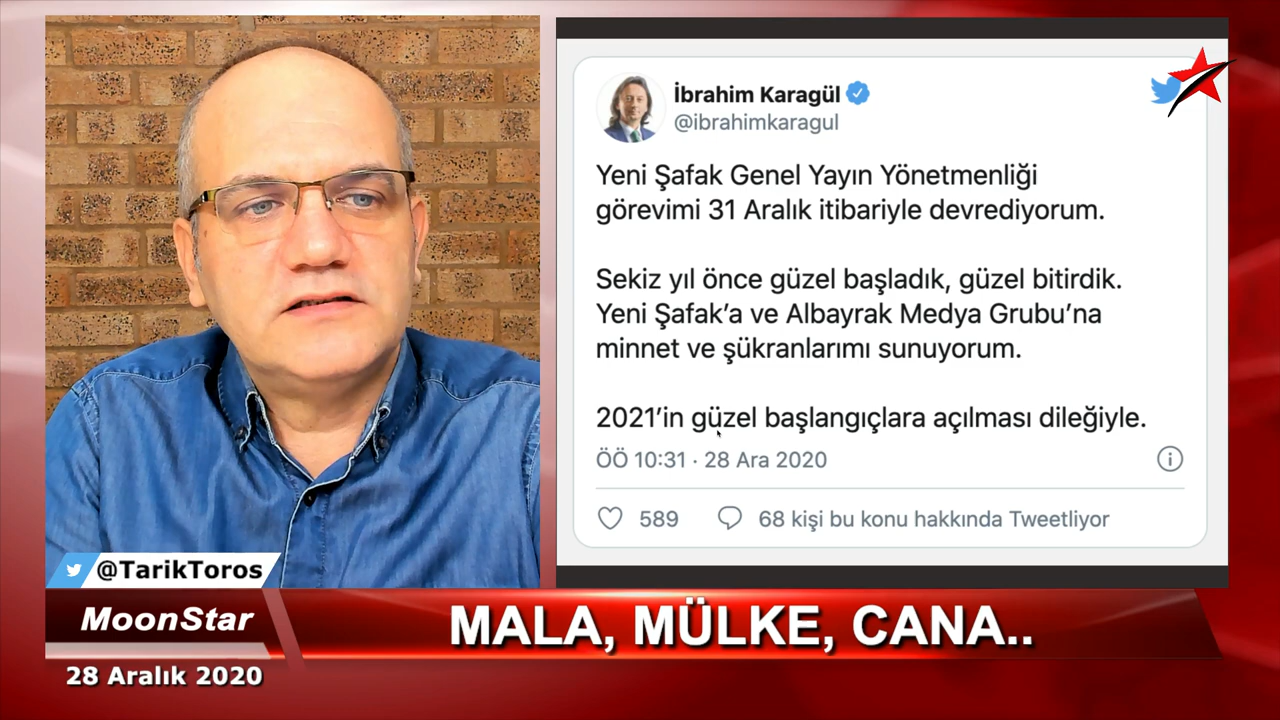 İbrahim Karagül
@ibrahimkaragul
Yeni Şafak Genel Yayın Yönetmenliği
görevimi 31 Aralık itibariyle devrediyorum.
Sekiz yıl önce güzel başladık, güzel bitirdik.
Yeni Şafak’a ve Albayrak Medya Grubu’na
minnet ve şükranlarımı sunuyorum.
2021’in güzel başlangıçlara açılması dileğiyle.
ÖÖ 10:31 · 28 Ara 2020
589
68 kişi bu konu hakkında Tweetliyor
@TarikToros
MoonStar
MALA, MÜLKE, CANA..
28 Aralık 2020